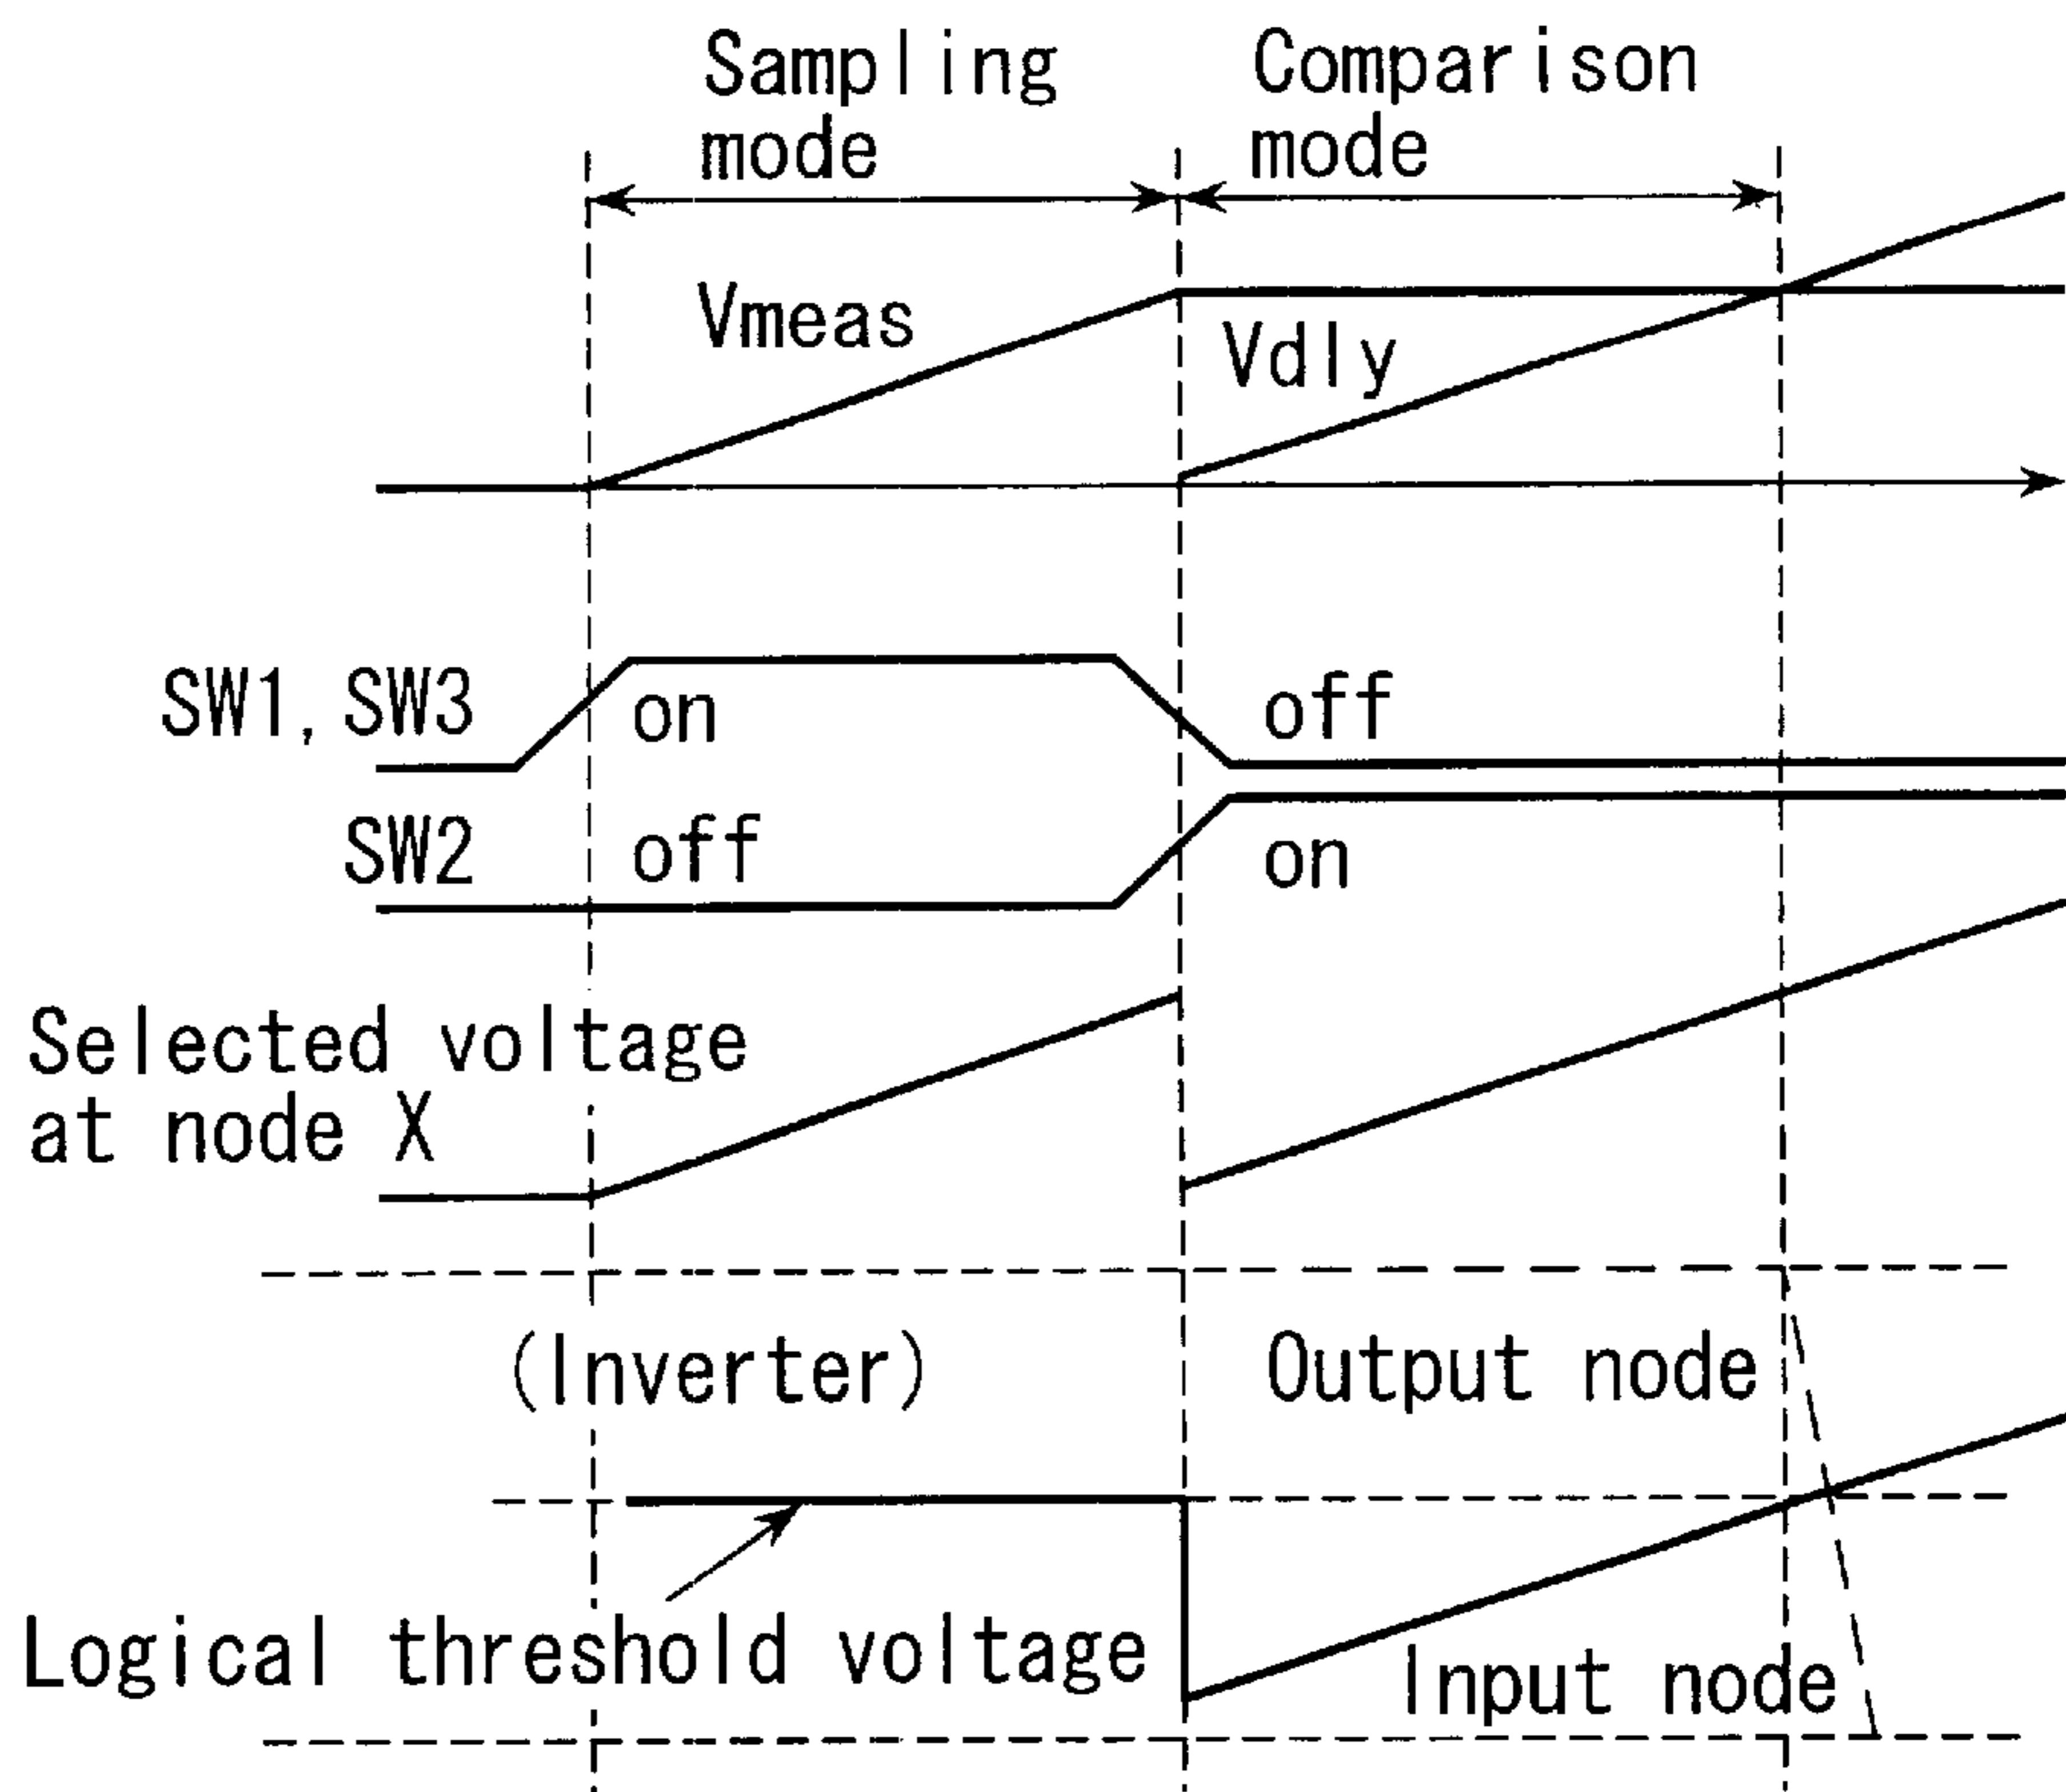 Sampling
mode
Comparison
mode
Vmeas
Vdly
SW1, SW3
on
off
SW2
off
on
Selected voltage
at node X
(Inverter)
Output node
Logical threshold voltage
Input node